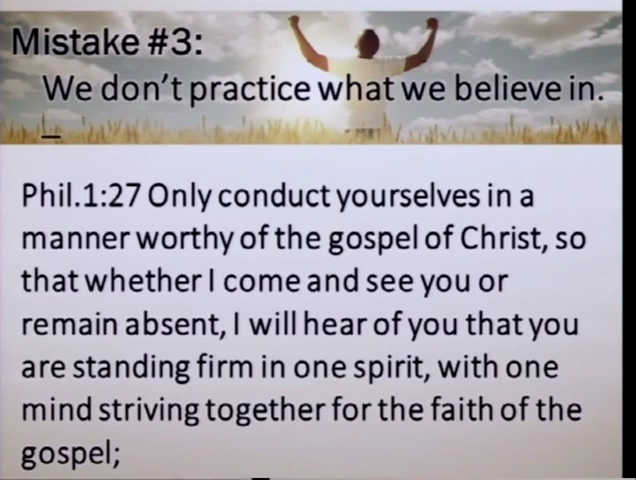 Mistake #3:
We don't practice what we believe in.
Phil.1:27 Only conduct yourselves in a
manner worthy of the gospel of Christ, so
that whether I come and see you or
remain absent, I will hear of you that you
are standing firm in one spirit, with one
mind striving together for the faith of the
gospel;